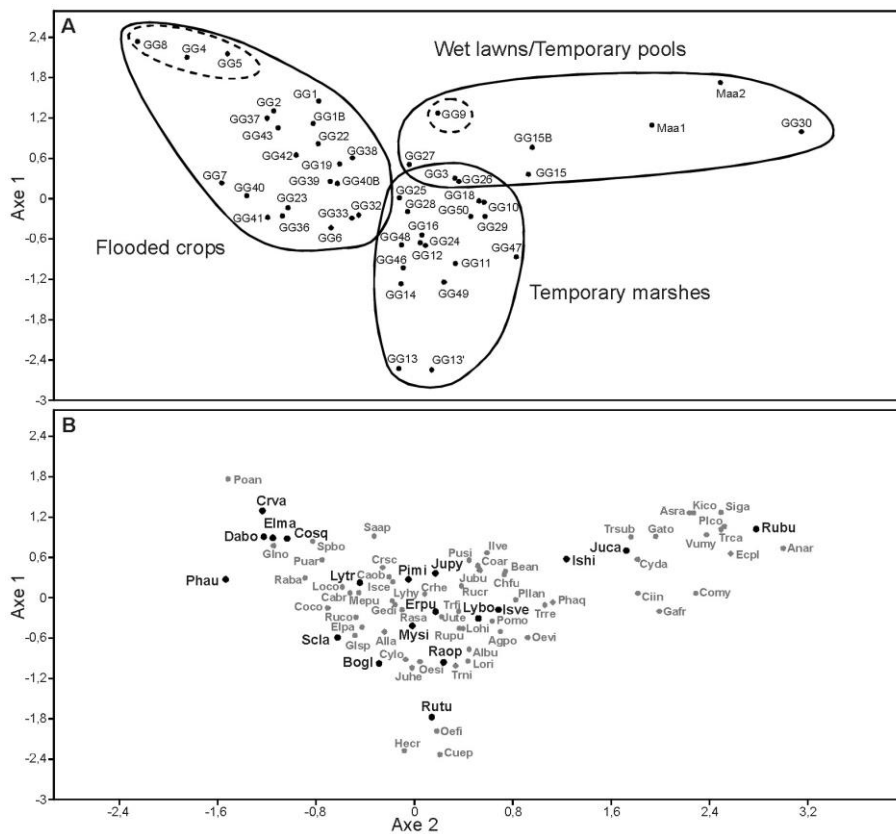 A
2,4
1,8
1,2
0,6
0
-0,6
-1,2
-1,8
-2,4
-3
Axe 1
Wet lawns/Temporary pools
Flooded crops
Temporary marshes
GG8
GG4
GG5
GG1
GG2
GG37
GG1B
GG43
GG22
GG42
GG38
GG19
GG7
GG40
GG39
GG40B
GG23
GG41
GG36
GG33
GG32
GG6
GG9
Maa2
Maa1
GG30
GG15B
GG27
GG15
GG3
GG26
GG25
GG18
GG28
GG50
GG10
GG16
GG29
GG48
GG24
GG12
GG47
GG46
GG11
GG14
GG49
GG13
GG13'
B
2,4
1,8
1,2
0,6
0
-0,6
-1,2
-1,8
-2,4
-3
Axe 1
Poan
Crva
Elma
Dabo
Cosq
Glno
Spbo
Saap
Puar
Phau
Raba
Lytr
Crsc
Caob
Pimi
Jupy
Loco
Isce
Cabr
Mepu
Lyhy
Crhe
Coco
Gedi
Rasa
Erpu
Trfi
Ruco
Elpa
Jute
Scla
Glsp
Alla
Mysi
Rupu
Lohi
Bogl
Cylo
Juhe
Oesi
Raop
Trni
Lori
Albu
Pusi
Ilve
Coar
Bean
Jubu
Chfu
Rucr
Lybo
Isve
Pllan
Phaq
Trre
Pomo
Agpo
Oevi
Ishi
Juca
Trsub
Cyda
Gato
Asra
Kico
Siga
Plco
Trca
Vumy
Ecpl
Rubu
Anar
Ciin
Comy
Gafr
Rutu
Oefi
Hecr
Cuep
-2,4
-1,6
-0,8
0
0,8
1,6
2,4
3,2
Axe 2